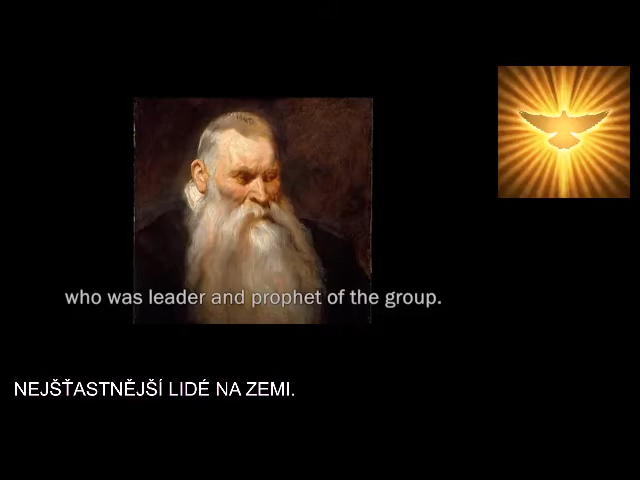 who was leader and prophet of the group.
NEJŠŤASTNĚJŠÍ LIDÉ NA ZEMI.